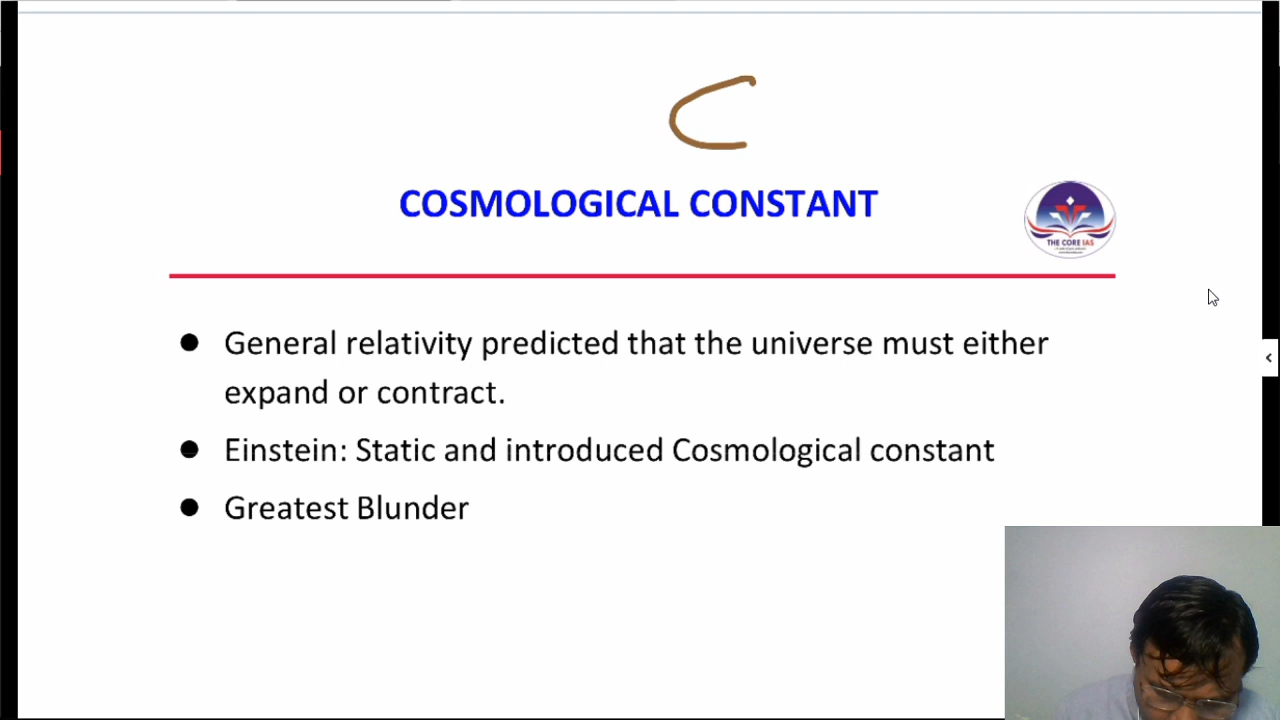 C
COSMOLOGICAL CONSTANT
THE CORE IAS
● General relativity predicted that the universe must either
expand or contract.
● Einstein: Static and introduced Cosmological constant
● Greatest Blunder